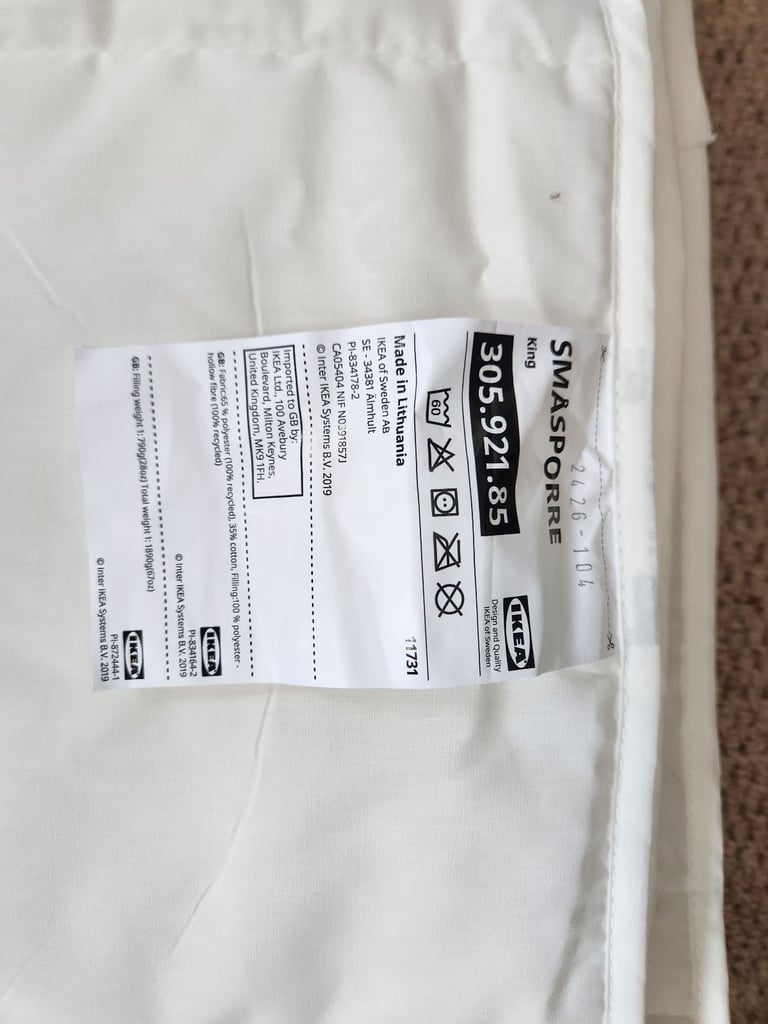 2426-104
SMÅSPORRE
King
305.921.85
IKEA
Design and Quality
IKEA of Sweden
60
Made in Lithuania
11731
IKEA of Sweden AB
SE - 34381 Älmhult
PI-834178-2
CA05404 NIF N0391857J
© Inter IKEA Systems B.V. 2019
Imported to GB by:
IKEA Ltd., 100 Avebury
Boulevard, Milton Keynes,
United Kingdom, MK9 1FH.
GB: Fabric:65 % polyester (100% recycled), 35% cotton, Filling:100 % polyester-
hollow fibre (100% recycled)
IKEA
PI-834164-2
© Inter IKEA Systems B.V. 2019
GB: Filling weight 1: 790g(28oz) Total weight 1: 1890g(67oz)
IKEA
PI-872444-1
© Inter IKEA Systems B.V. 2019